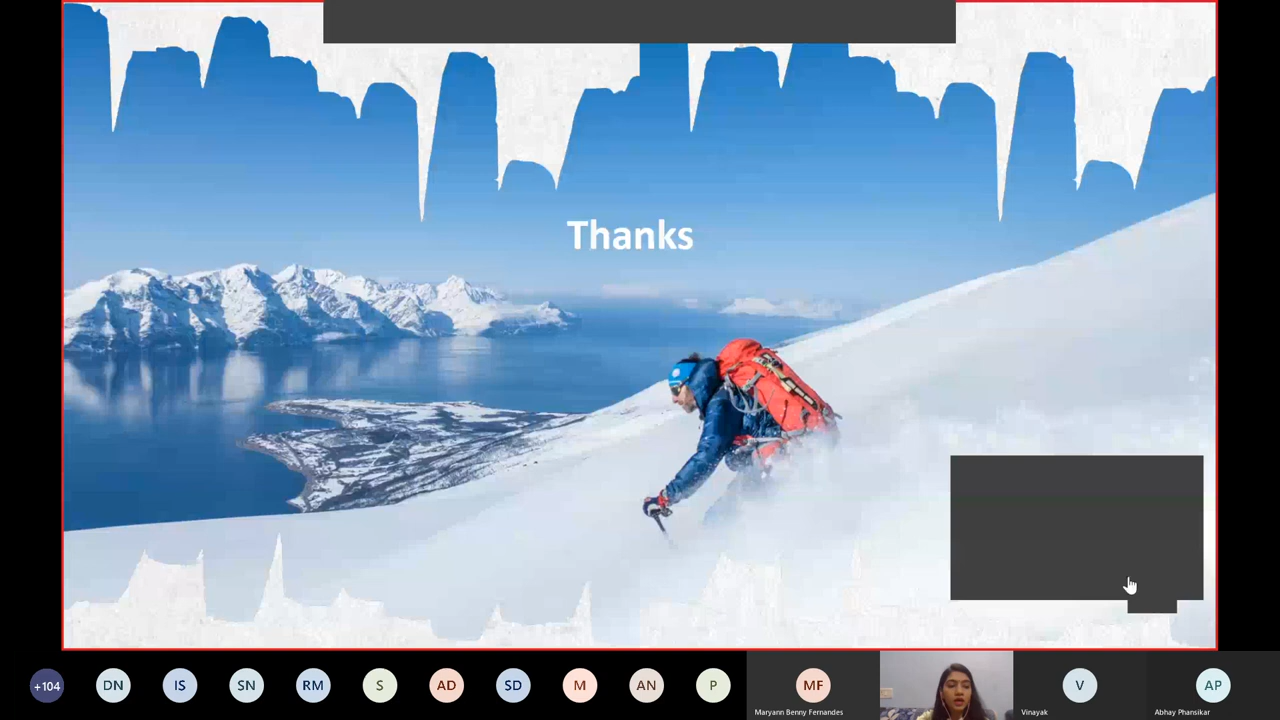 Thanks
+104
DN
IS
SN
RM
S
AD
SD
M
AN
P
MF
V
AP
Maryann Benny Fernandes
Vinayak
Abhay Phansikar